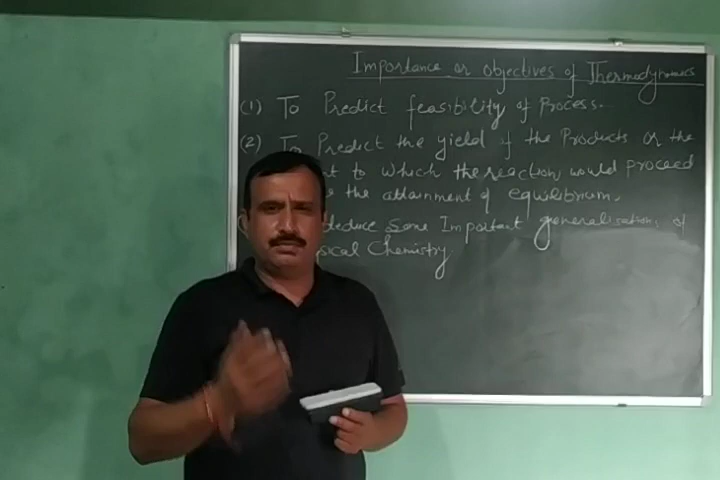 Importance or objectives of Thermodynamics
(1) To Predict feasibility of Process.
(2) To Predict the yield of the Products or the
to which the reaction would proceed
the attainment of equilibrium.
deduce some Important generalisations of
Chemistry